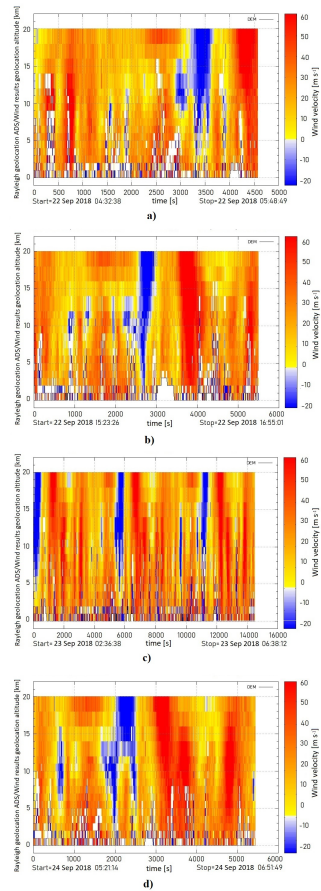 Rayleigh geolocation ADS/Wind results geolocation altitude [km]
20
15
10
5
0
DEM
0 500 1000 1500 2000 2500 3000 3500 4000 4500 5000
Start=22 Sep 2018 04:32:38 time [s] Stop=22 Sep 2018 05:48:49
60
50
40
30
20
10
0
-10
-20
Wind velocity [m s-1]
a)
Rayleigh geolocation ADS/Wind results geolocation altitude [km]
20
15
10
5
0
DEM
0 1000 2000 3000 4000 5000 6000
Start=22 Sep 2018 15:23:26 time [s] Stop=22 Sep 2018 16:55:01
60
50
40
30
20
10
0
-10
-20
Wind velocity [m s-1]
b)
Rayleigh geolocation ADS/Wind results geolocation altitude [km]
20
15
10
5
0
DEM
0 2000 4000 6000 8000 10000 12000 14000 16000
Start=23 Sep 2018 02:36:38 time [s] Stop=23 Sep 2018 06:38:12
60
50
40
30
20
10
0
-10
-20
Wind velocity [m s-1]
c)
Rayleigh geolocation ADS/Wind results geolocation altitude [km]
20
15
10
5
0
DEM
0 1000 2000 3000 4000 5000 6000
Start=24 Sep 2018 05:21:14 time [s] Stop=24 Sep 2018 06:51:49
60
50
40
30
20
10
0
-10
-20
Wind velocity [m s-1]
d)